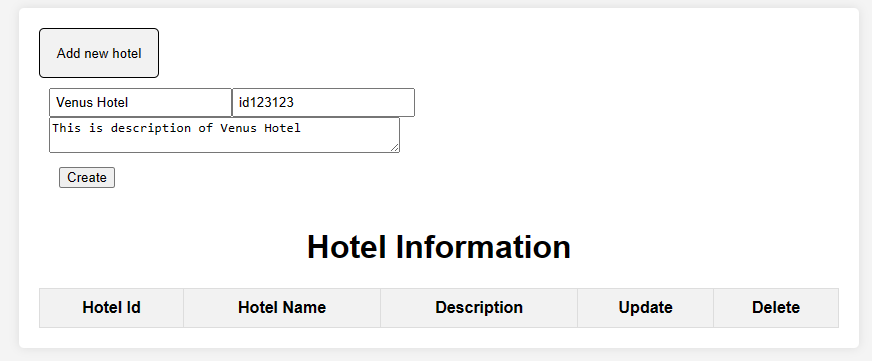 Add new hotel
Venus Hotel id123123
This is description of Venus Hotel
Create
Hotel Information
Hotel Id Hotel Name Description Update Delete